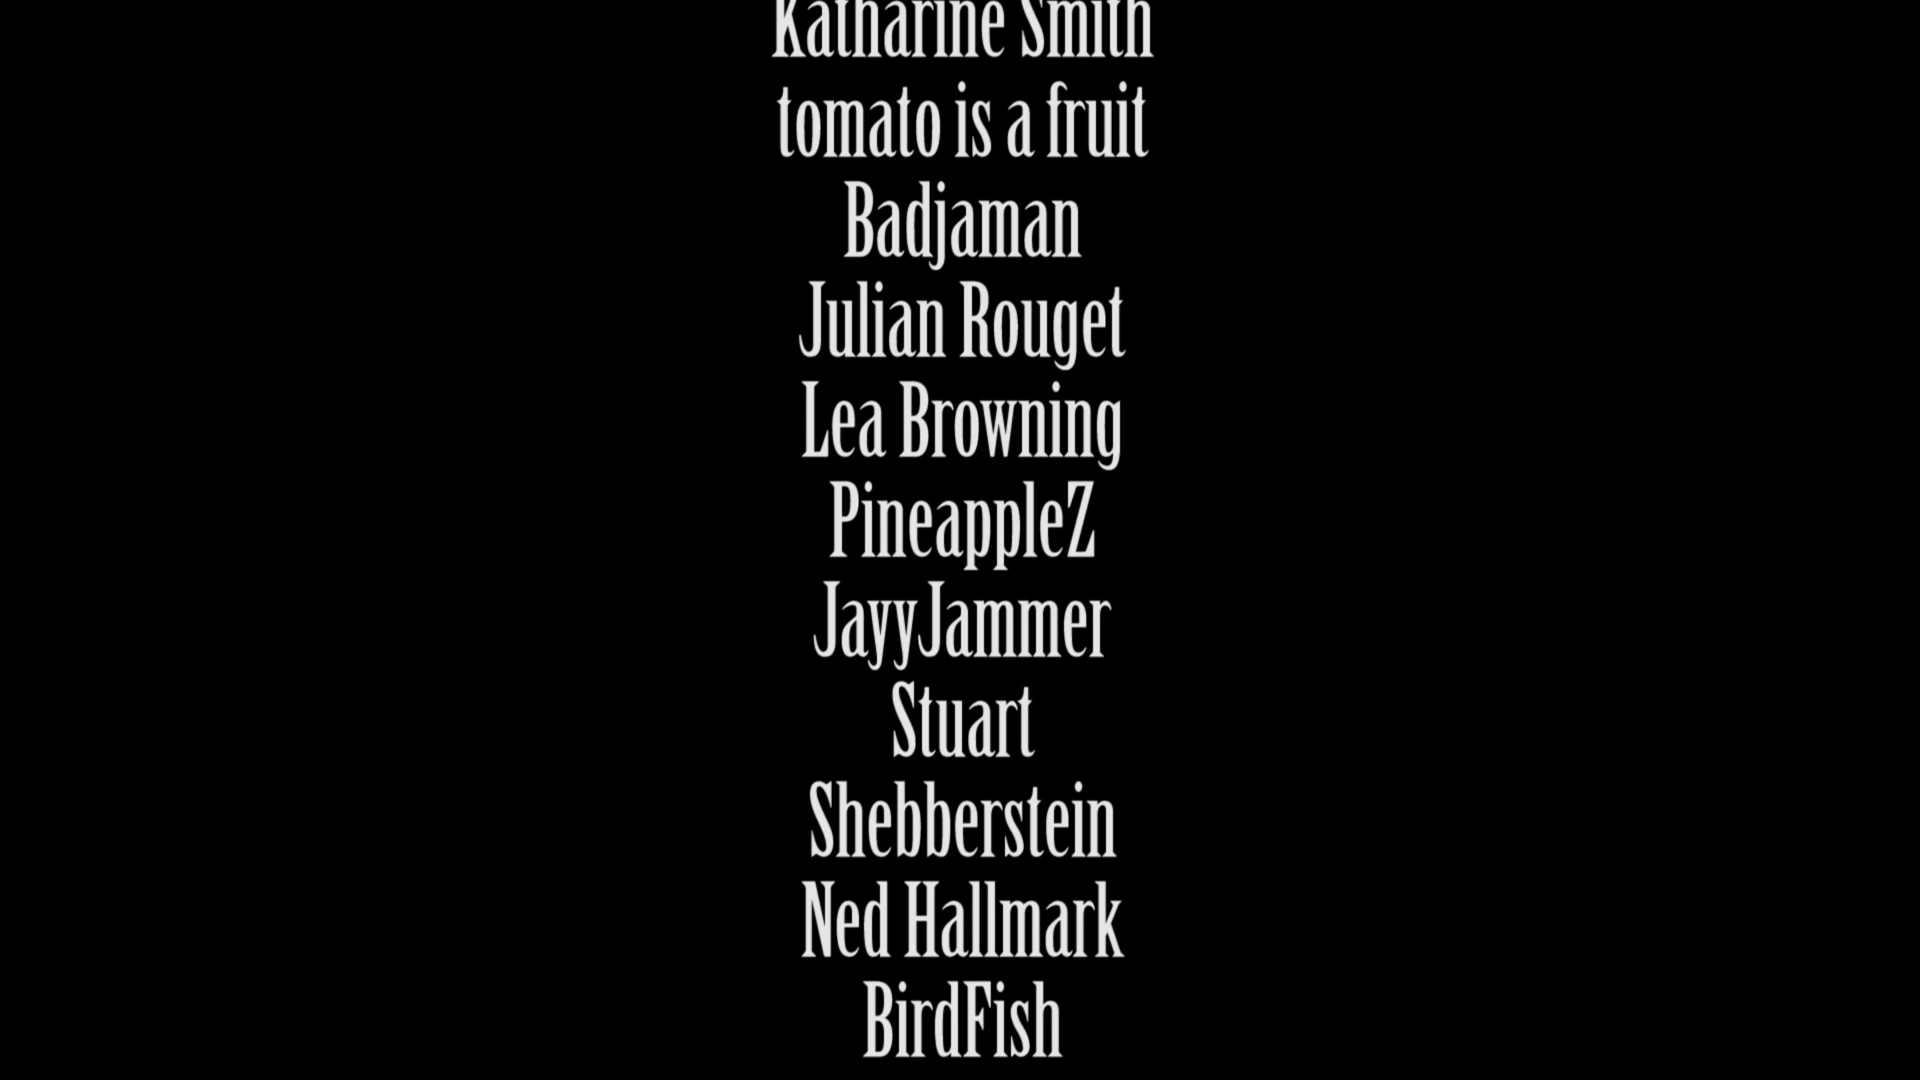 Katharine Smith
tomato is a fruit
Badjaman
Julian Rouget
Lea Browning
PineappleZ
JayyJammer
Stuart
Shebberstein
Ned Hallmark
BirdFish